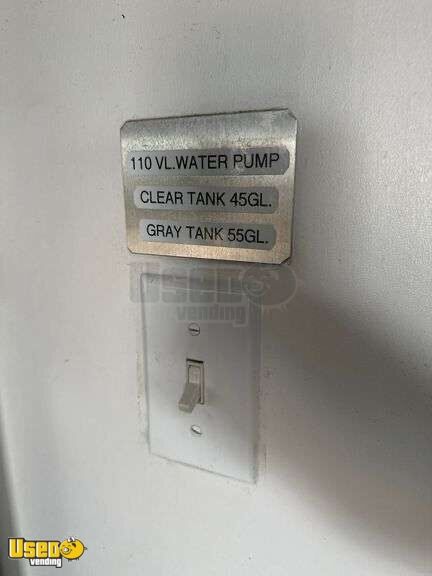 110 VL.WATER PUMP
CLEAR TANK 45GL.
GRAY TANK 55GL.
USED
vending
USED
vending